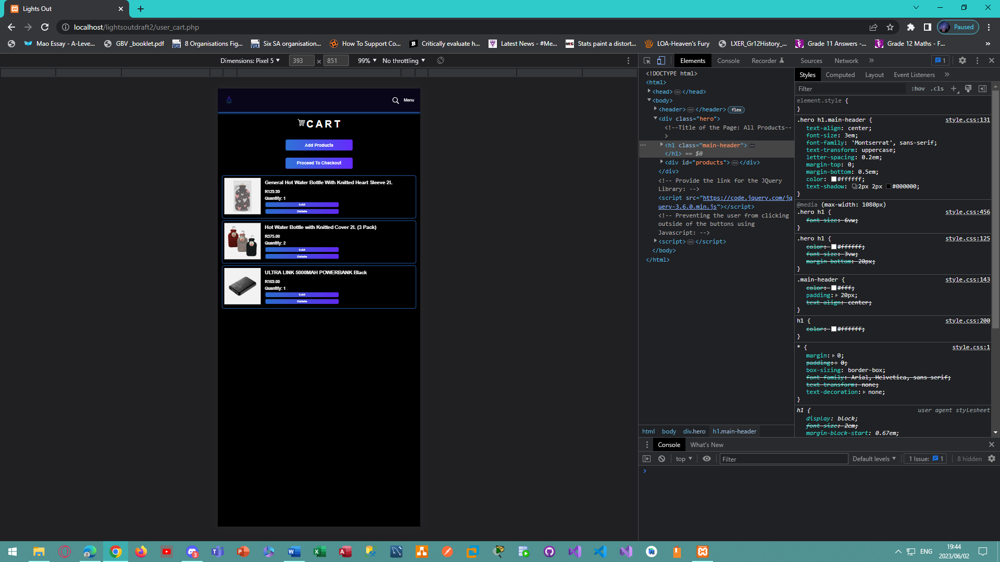 Lights Out
localhost/lightsoutdraft2/user_cart.php
Paused
Mao Essay - A-Leve...
GBV _booklet.pdf
8 Organisations Fig...
Six SA organisation...
How To Support Co...
Critically evaluate h...
Latest News - #Me...
Stats paint a distort...
LOA-Heaven's Fury
LXER_Gr12History_...
Grade 11 Answers -...
Grade 12 Maths - F...
»
Dimensions: Pixel 5
393
×
851
99%
No throttling
Menu
CART
Add Products
Proceed To Checkout
General Hot Water Bottle With Knitted Heart Sleeve 2L
R129.99
Quantity: 1
Edit
Delete
Hot Water Bottle with Knitted Cover 2L (3 Pack)
R375.00
Quantity: 2
Edit
Delete
ULTRA LINK 5000MAH POWERBANK Black
R169.00
Quantity: 1
Edit
Delete
Elements
Console
Recorder
Sources
Network
»
1
<!DOCTYPE html>
<html>
<head> ... </head>
<body>
<header> ... </header> flex
<div class="hero">
<!--Title of the Page: All Products--
>
<h1 class="main-header"> ...
</h1> == $0
<div id="products"> ... </div>
</div>
<!-- Provide the link for the JQuery
Library: -->
<script src="https://code.jquery.com/jq
uery-3.6.0.min.js"></script>
<!-- Preventing the user from clicking
outside of the buttons using
Javascript: -->
<script> ... </script>
</body>
</html>
html
body
div.hero
h1.main-header
Styles
Computed
Layout
Event Listeners
»
Filter
:hov
.cls
+
element.style {
}
.hero h1.main-header {
style.css:131
text-align: center;
font-size: 3em;
font-family: 'Montserrat', sans-serif;
text-transform: uppercase;
letter-spacing: 0.2em;
margin-top: 0;
margin-bottom: 0.5em;
color: #ffffff;
text-shadow: 2px 2px #000000;
}
@media (max-width: 1080px)
.hero h1 {
style.css:456
font-size: 6vw;
}
.hero h1 {
style.css:125
color: #ffffff;
font-size: 3vw;
margin-bottom: 20px;
}
.main-header {
style.css:143
color: #fff;
padding: 20px;
text-align: center;
}
h1 {
style.css:200
color: #ffffff;
}
* {
style.css:1
margin: 0;
padding: 0;
box-sizing: border-box;
font-family: Arial, Helvetica, sans-serif;
text-transform: none;
text-decoration: none;
}
h1 {
user agent stylesheet
display: block;
font-size: 2em;
margin-block-start: 0.67em;
Console
What's New
top
Filter
Default levels
1 Issue: 1
8 hidden
>
3
ENG
19:44
2023/06/02